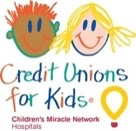 Credit Unions
for Kids®
Children's Miracle Network
Hospitals